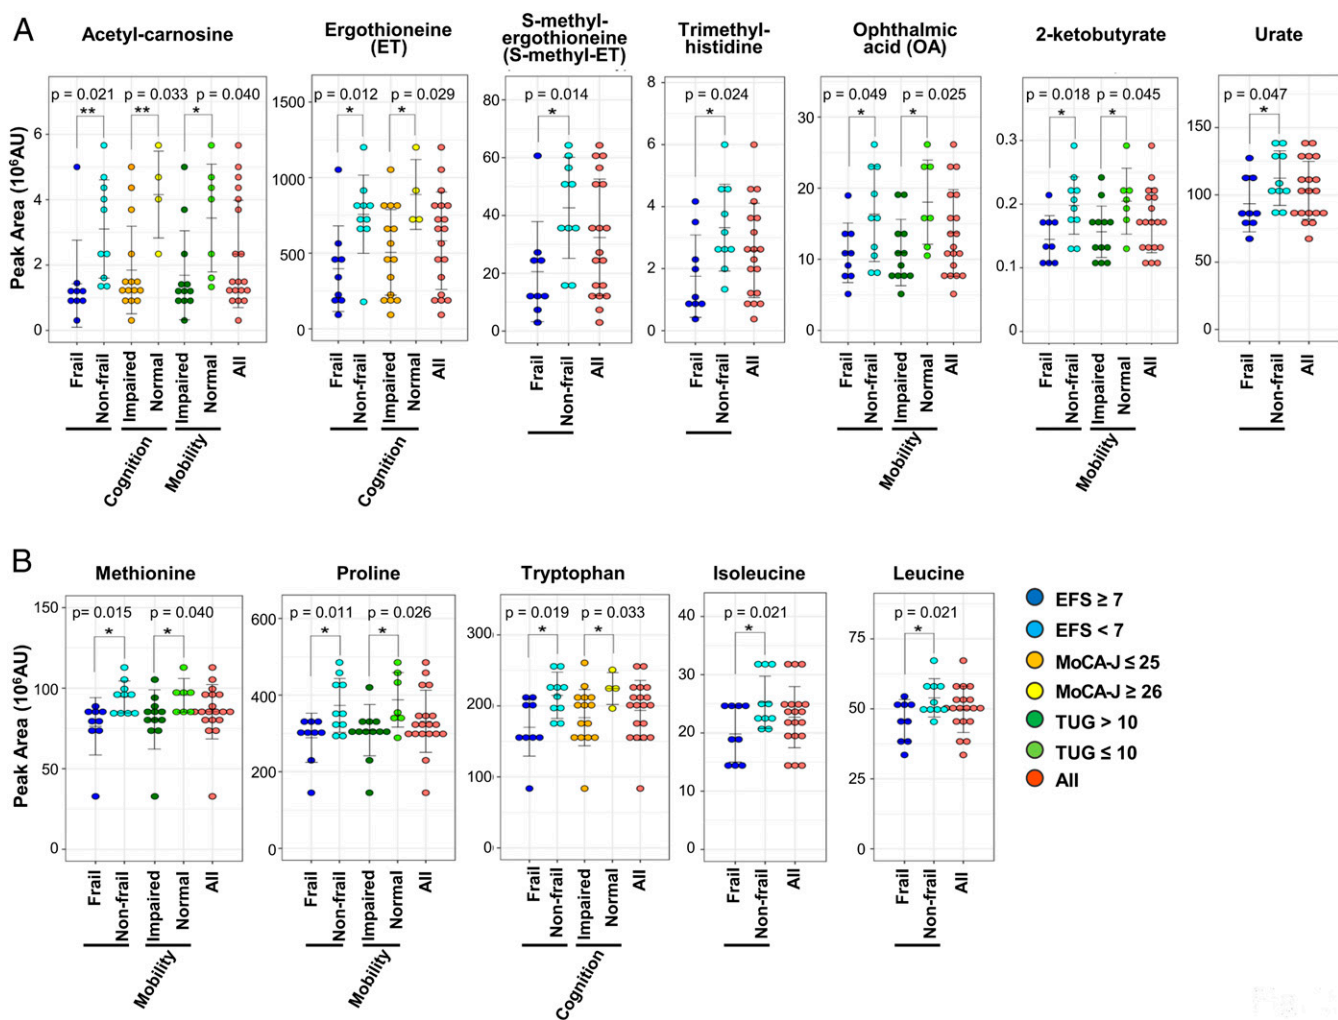 A
Acetyl-carnosine
Ergothioneine
(ET)
S-methyl-
ergothioneine
(S-methyl-ET)
Trimethyl-
histidine
Ophthalmic
acid (OA)
2-ketobutyrate
Urate
p = 0.021 p = 0.033 p = 0.040
** ** *
p = 0.012 p = 0.029
* *
p = 0.014
*
p = 0.024
*
p = 0.049 p = 0.025
* *
p = 0.018 p = 0.045
* *
p = 0.047
*
Peak Area (10⁶AU)
6
4
2
0
1500
1000
500
0
80
60
40
20
0
8
6
4
2
0
30
20
10
0
0.3
0.2
0.1
0
150
100
50
0
Frail Non-frail Impaired Normal Impaired Normal All
Cognition Mobility
Frail Non-frail Impaired Normal All
Cognition
Frail Non-frail All
Frail Non-frail All
Frail Non-frail Impaired Normal All
Mobility
Frail Non-frail Impaired Normal All
Mobility
Frail Non-frail All
B
Methionine
Proline
Tryptophan
Isoleucine
Leucine
p= 0.015 p = 0.040
* *
p = 0.011 p = 0.026
* *
p = 0.019 p = 0.033
* *
p = 0.021
*
p = 0.021
*
Peak Area (10⁶AU)
150
100
50
0
600
400
200
0
300
200
100
0
40
30
20
10
0
75
50
25
0
Frail Non-frail Impaired Normal All
Mobility
Frail Non-frail Impaired Normal All
Mobility
Frail Non-frail Impaired Normal All
Cognition
Frail Non-frail All
Frail Non-frail All
EFS ≥ 7
EFS < 7
MoCA-J ≤ 25
MoCA-J ≥ 26
TUG > 10
TUG ≤ 10
All